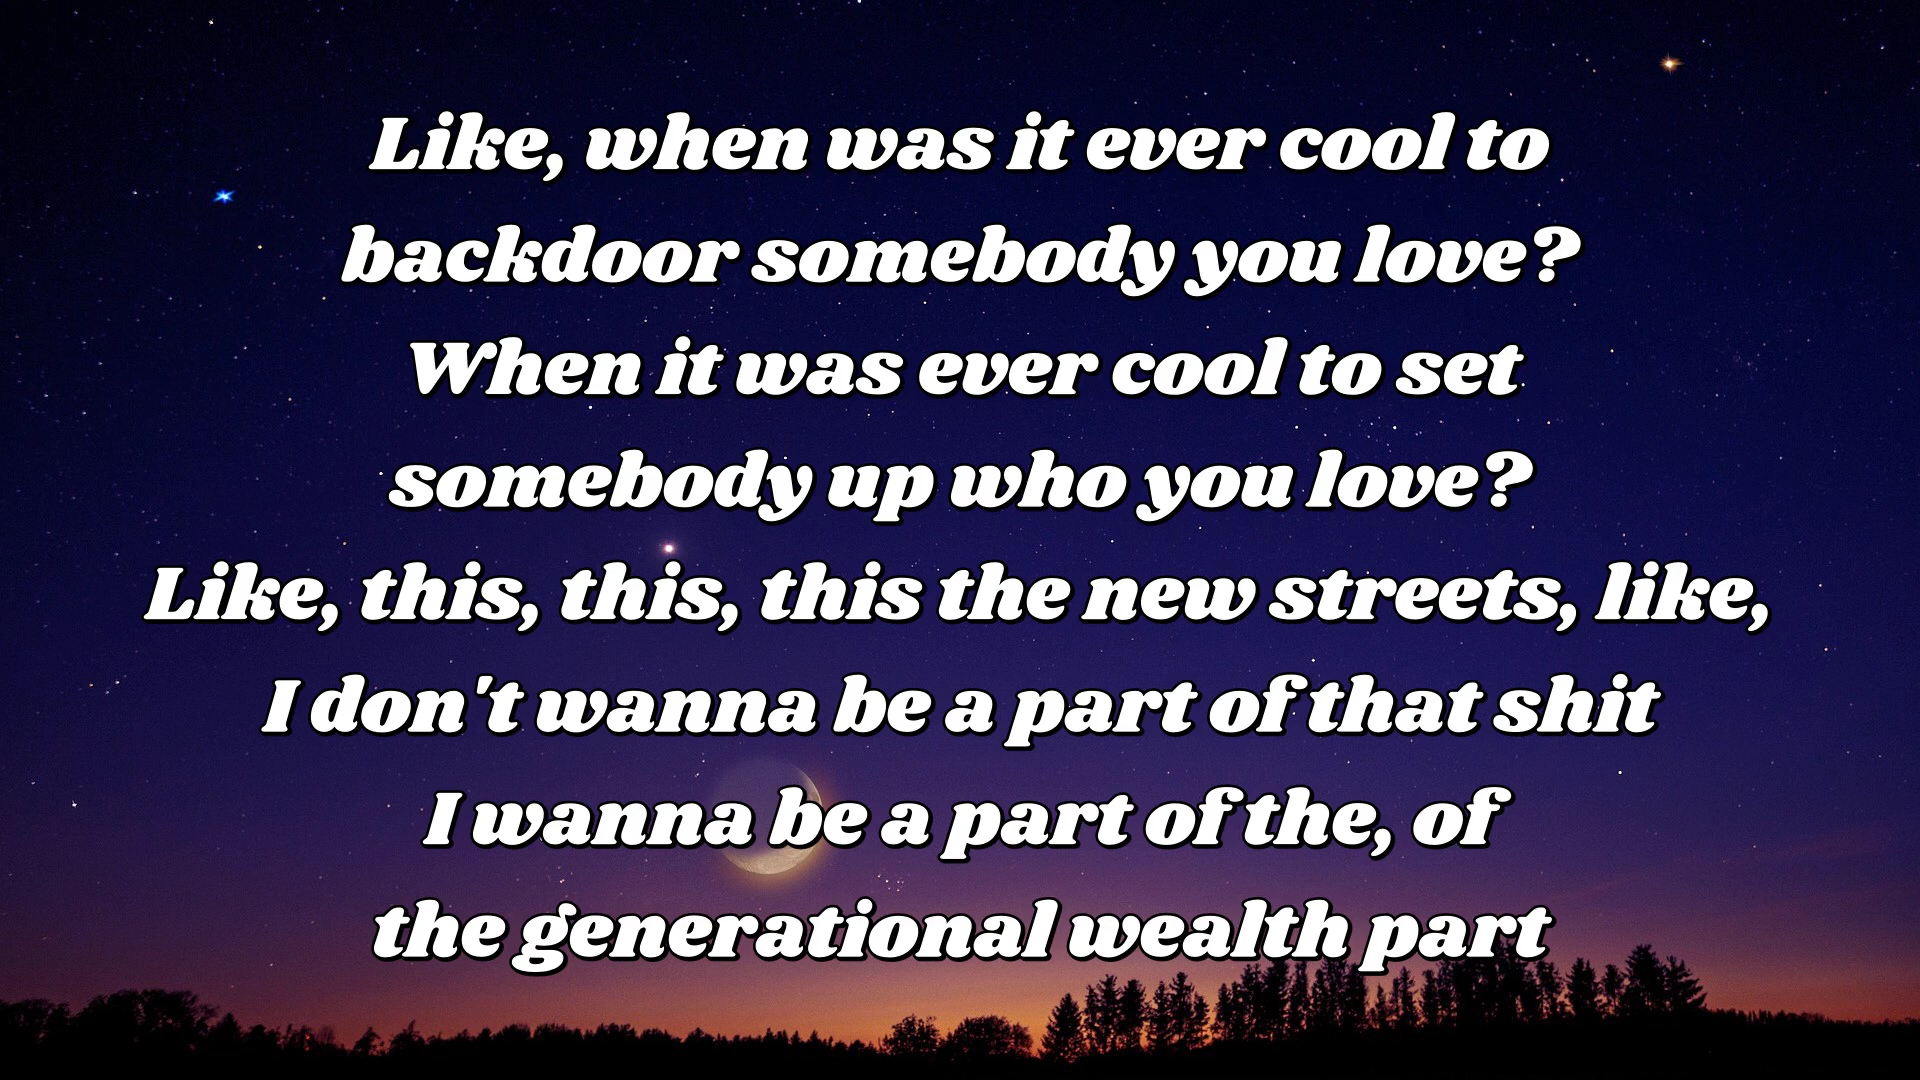 Like, when was it ever cool to
backdoor somebody you love?
When it was ever cool to set
somebody up who you love?
Like, this, this, this the new streets, like,
I don't wanna be a part of that shit
I wanna be a part of the, of
the generational wealth part